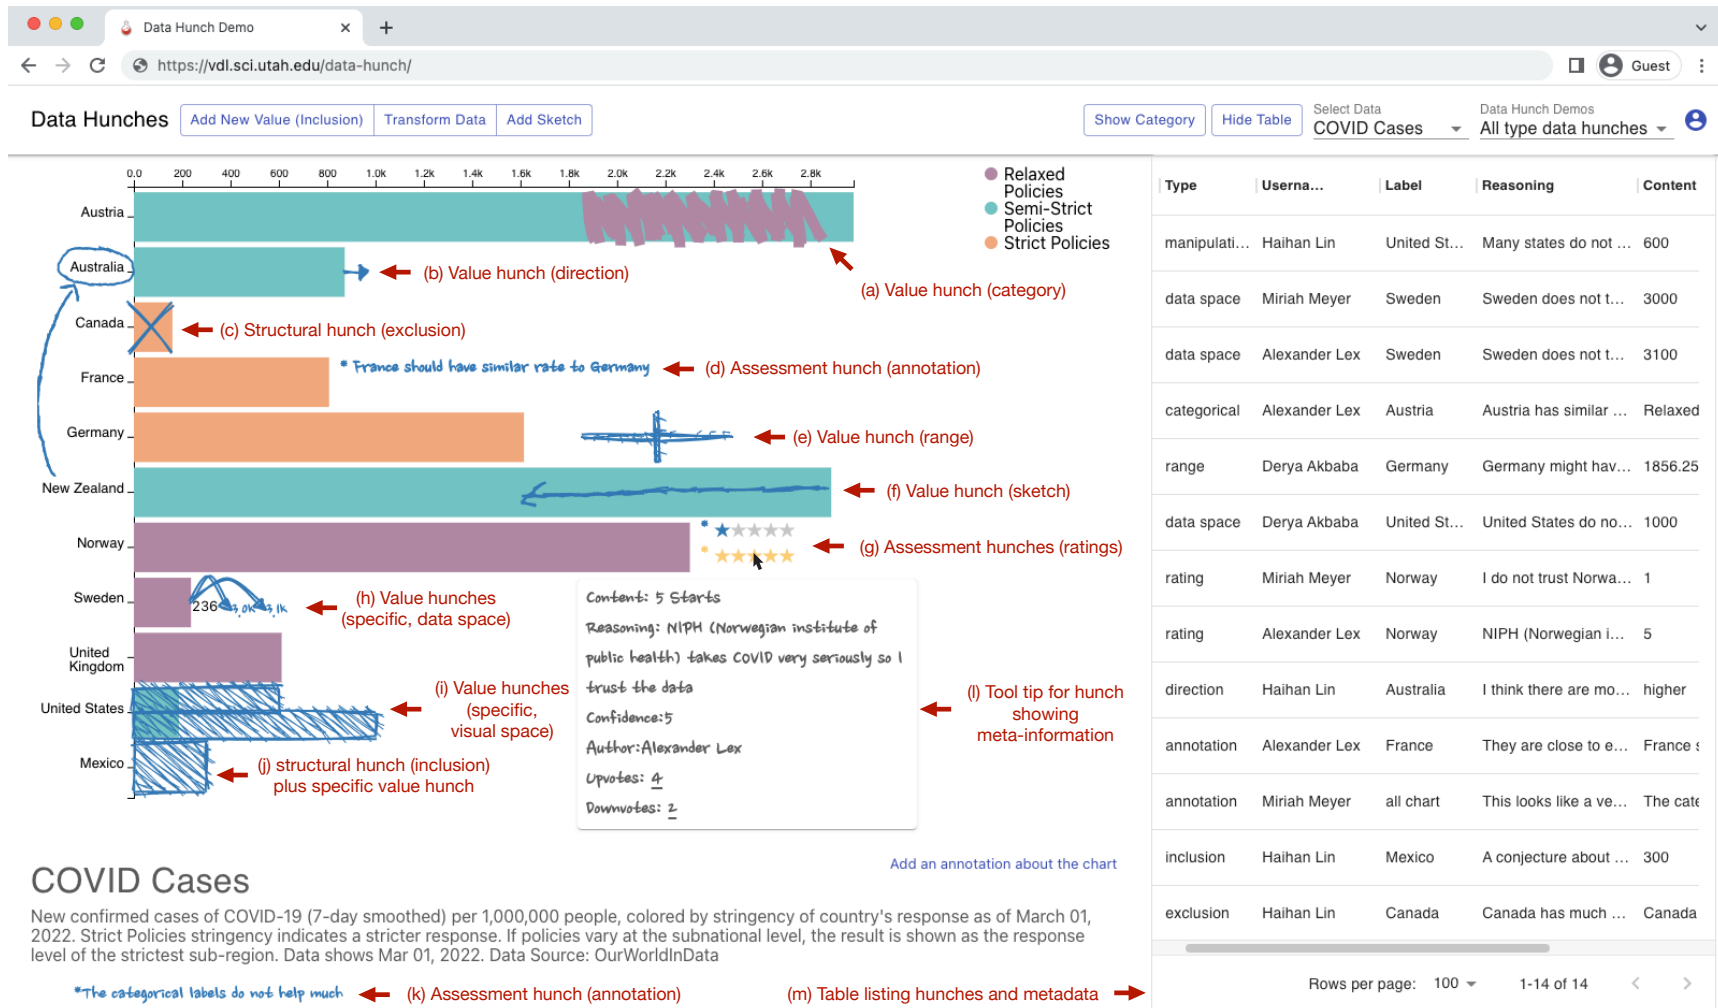 Data Hunch Demo
https://vdl.sci.utah.edu/data-hunch/
Guest
Data Hunches
Add New Value (Inclusion)
Transform Data
Add Sketch
Show Category
Hide Table
Select Data
COVID Cases
Data Hunch Demos
All type data hunches
0.0 200 400 600 800 1.0k 1.2k 1.4k 1.6k 1.8k 2.0k 2.2k 2.4k 2.6k 2.8k
Relaxed
Policies
Semi-Strict
Policies
Strict Policies
Austria
(a) Value hunch (category)
Australia
(b) Value hunch (direction)
Canada
(c) Structural hunch (exclusion)
France
* France should have similar rate to Germany
(d) Assessment hunch (annotation)
Germany
(e) Value hunch (range)
New Zealand
(f) Value hunch (sketch)
Norway
*
*
(g) Assessment hunches (ratings)
Sweden
236
3.0k
3.1k
(h) Value hunches
(specific, data space)
United
Kingdom
United States
(i) Value hunches
(specific,
visual space)
Mexico
(j) structural hunch (inclusion)
plus specific value hunch
Content: 5 Starts
Reasoning: NIPH (Norwegian institute of
public health) takes COVID very seriously so I
trust the data
Confidence:5
Author:Alexander Lex
Upvotes: 4
Downvotes: 2
(l) Tool tip for hunch
showing
meta-information
Add an annotation about the chart
COVID Cases
New confirmed cases of COVID-19 (7-day smoothed) per 1,000,000 people, colored by stringency of country's response as of March 01,
2022. Strict Policies stringency indicates a stricter response. If policies vary at the subnational level, the result is shown as the response
level of the strictest sub-region. Data shows Mar 01, 2022. Data Source: OurWorldInData
*The categorical labels do not help much
(k) Assessment hunch (annotation)
(m) Table listing hunches and metadata
Type Userna... Label Reasoning Content
manipulati... Haihan Lin United St... Many states do not ... 600
data space Miriah Meyer Sweden Sweden does not t... 3000
data space Alexander Lex Sweden Sweden does not t... 3100
categorical Alexander Lex Austria Austria has similar ... Relaxed
range Derya Akbaba Germany Germany might hav... 1856.25
data space Derya Akbaba United St... United States do no... 1000
rating Miriah Meyer Norway I do not trust Norwa... 1
rating Alexander Lex Norway NIPH (Norwegian i... 5
direction Haihan Lin Australia I think there are mo... higher
annotation Alexander Lex France They are close to e... France s
annotation Miriah Meyer all chart This looks like a ve... The cate
inclusion Haihan Lin Mexico A conjecture about ... 300
exclusion Haihan Lin Canada Canada has much ... Canada
Rows per page: 100 1-14 of 14